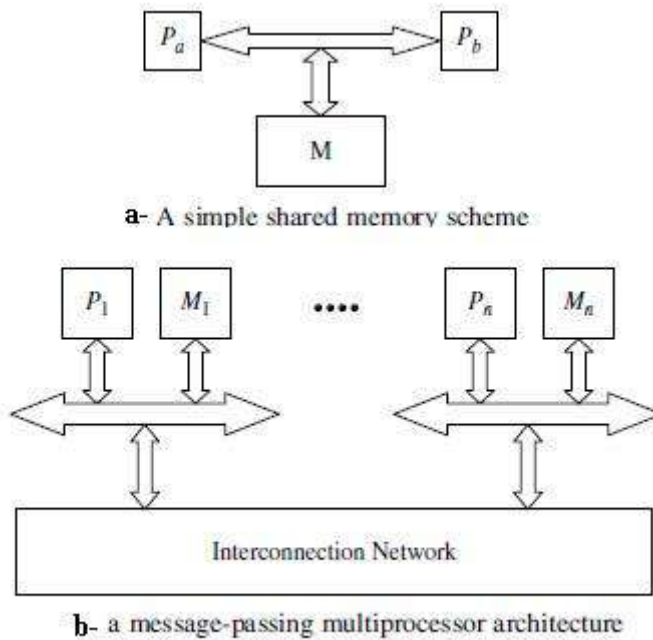 Pa Pb
M
a- A simple shared memory scheme
P1 M1 •••• Pn Mn
Interconnection Network
b- a message-passing multiprocessor architecture